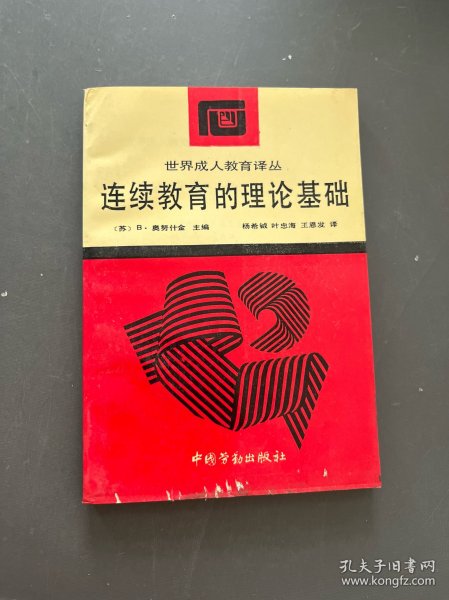 世界成人教育译丛
连续教育的理论基础
〔苏〕B·奥努什金 主编 杨希钺 叶忠海 王恩发 译
中国劳动出版社
孔夫子旧书网
www.kongfz.com